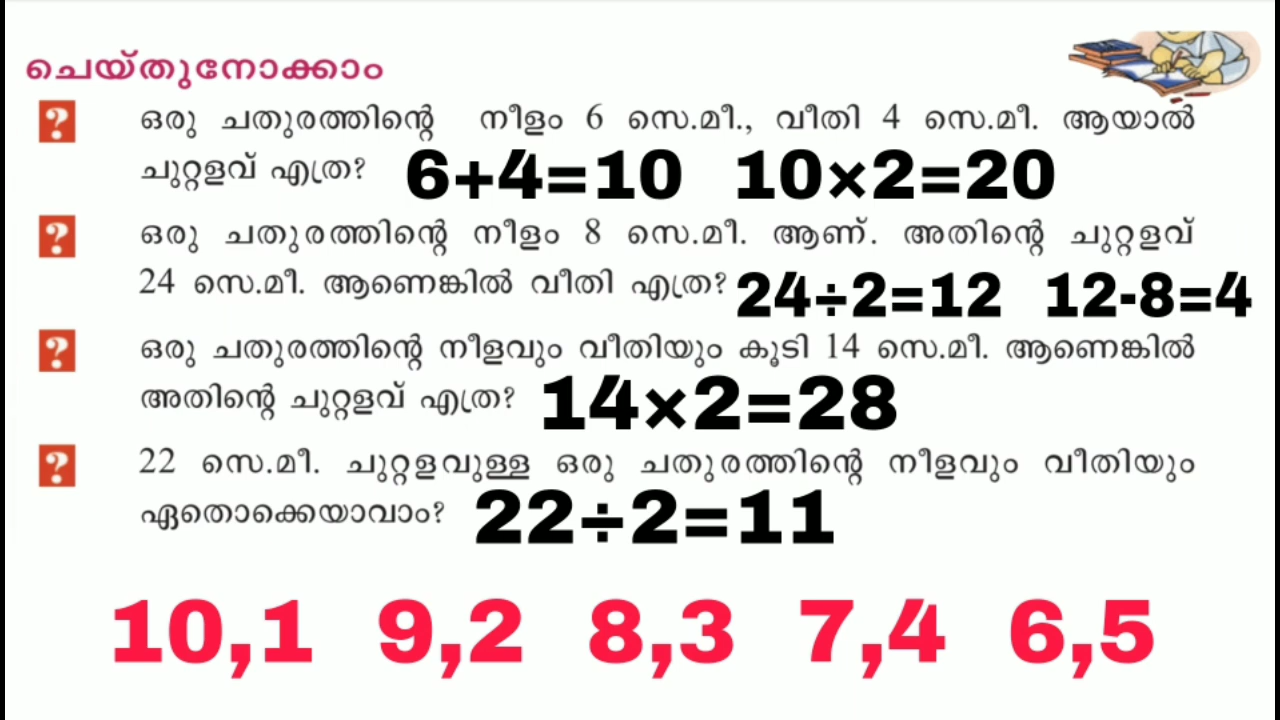 ചെയ്തുനോക്കാം
? ഒരു ചതുരത്തിന്റെ നീളം 6 സെ.മീ., വീതി 4 സെ.മീ. ആയാൽ
ചുറ്റളവ് എത്ര? 6+4=10 10×2=20
? ഒരു ചതുരത്തിന്റെ നീളം 8 സെ.മീ. ആണ്. അതിന്റെ ചുറ്റളവ്
24 സെ.മീ. ആണെങ്കിൽ വീതി എത്ര? 24÷2=12 12-8=4
? ഒരു ചതുരത്തിന്റെ നീളവും വീതിയും കൂടി 14 സെ.മീ. ആണെങ്കിൽ
അതിന്റെ ചുറ്റളവ് എത്ര? 14×2=28
? 22 സെ.മീ. ചുറ്റളവുള്ള ഒരു ചതുരത്തിന്റെ നീളവും വീതിയും
ഏതൊക്കെയാവാം? 22÷2=11
10,1 9,2 8,3 7,4 6,5